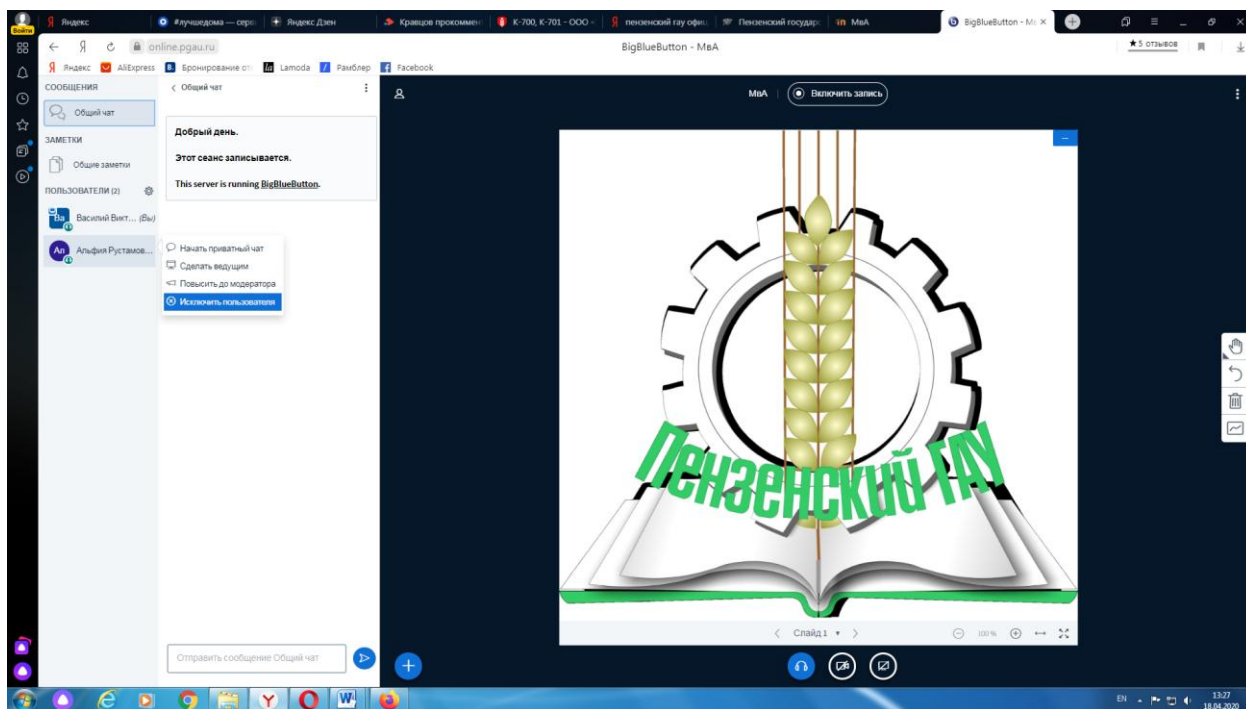 Войти
Яндекс
#лучшедома — серв
Яндекс Дзен
Кравцов прокоммен
К-700, К-701 - ООО -
пензенский гау офиц
Пензенский государс
МвА
BigBlueButton - Мв
online.pgau.ru
BigBlueButton - МвА
★5 отзывов
Яндекс
AliExpress
Бронирование от
Lamoda
Рамблер
Facebook
СООБЩЕНИЯ
Общий чат
ЗАМЕТКИ
Общие заметки
ПОЛЬЗОВАТЕЛИ (2)
Ва
Василий Викт... (Вы)
Ал
Альфия Рустамов...
Общий чат
Добрый день.
Этот сеанс записывается.
This server is running BigBlueButton.
Начать приватный чат
Сделать ведущим
Повысить до модератора
Исключить пользователя
Отправить сообщение Общий чат
МвА
Включить запись
Пензенский ГАУ
Слайд 1
100%
EN
13:27
18.04.2020